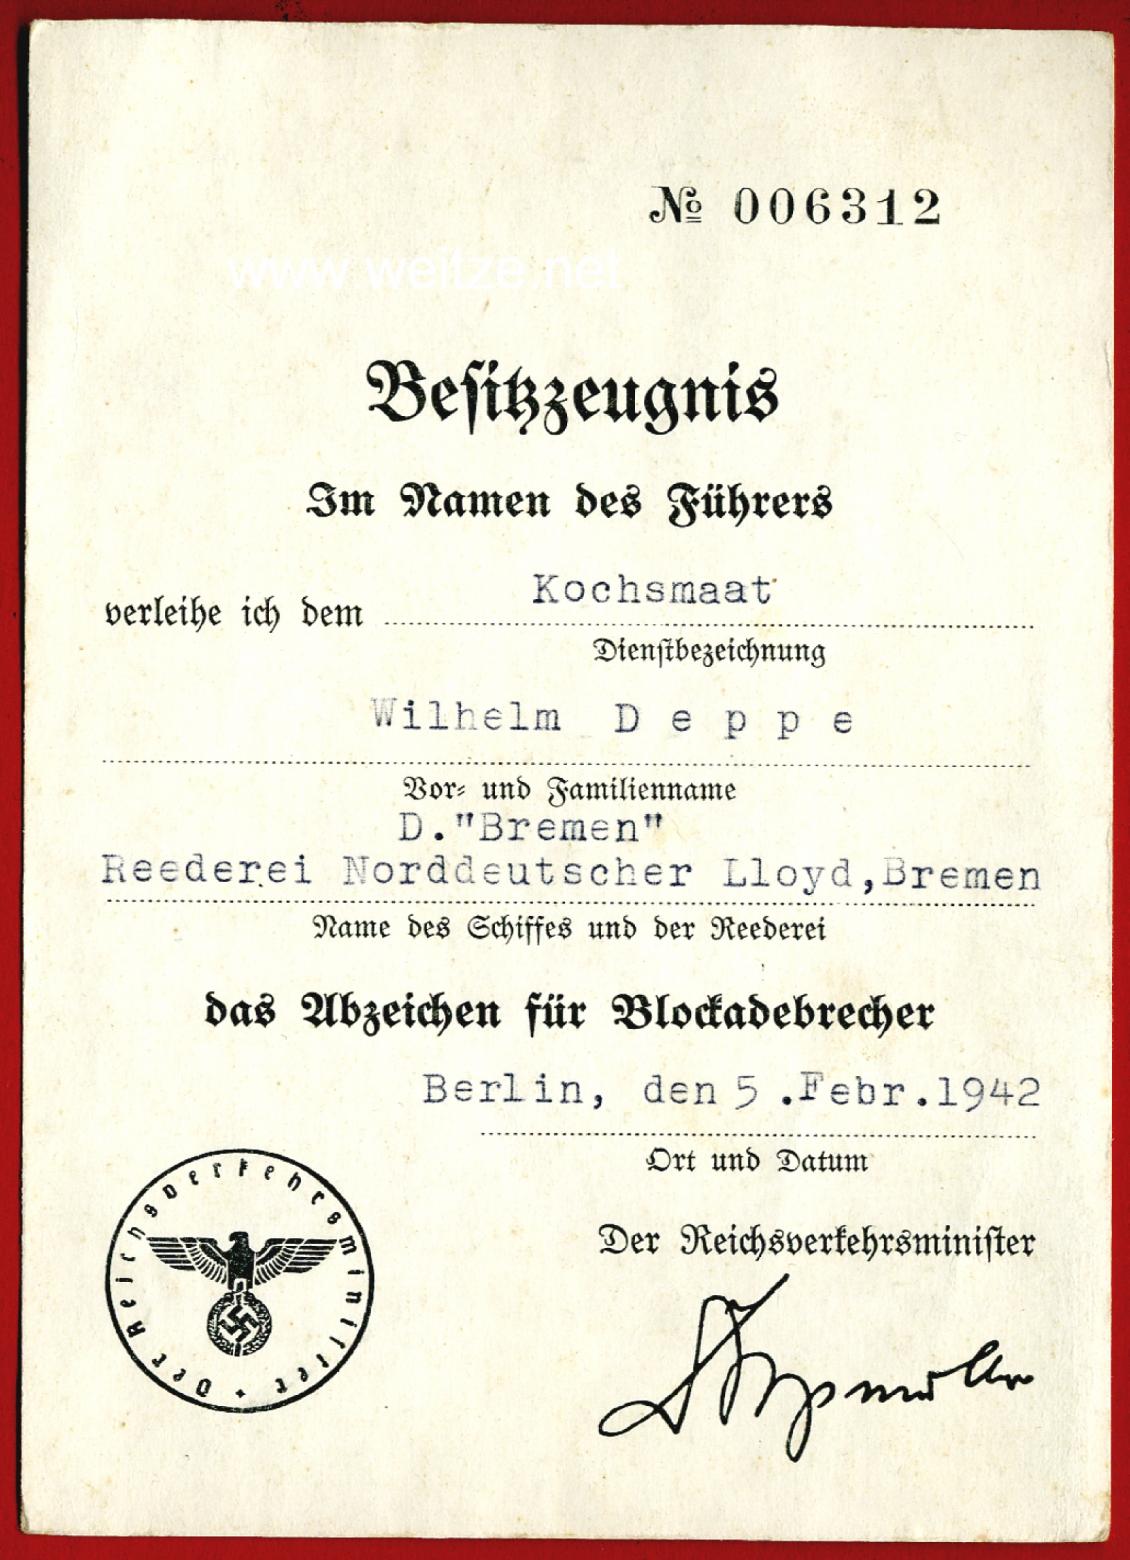 № 006312
www.weitze.net
Besitzzeugnis
Im Namen des Führers
verleihe ich dem Kochsmaat
Dienstbezeichnung
Wilhelm D e p p e
Vor- und Familienname
D."Bremen"
Reederei Norddeutscher Lloyd,Bremen
Name des Schiffes und der Reederei
das Abzeichen für Blockadebrecher
Berlin, den 5.Febr.1942
Ort und Datum
Der Reichsverkehrsminister
Der Reichsverkehrsminister